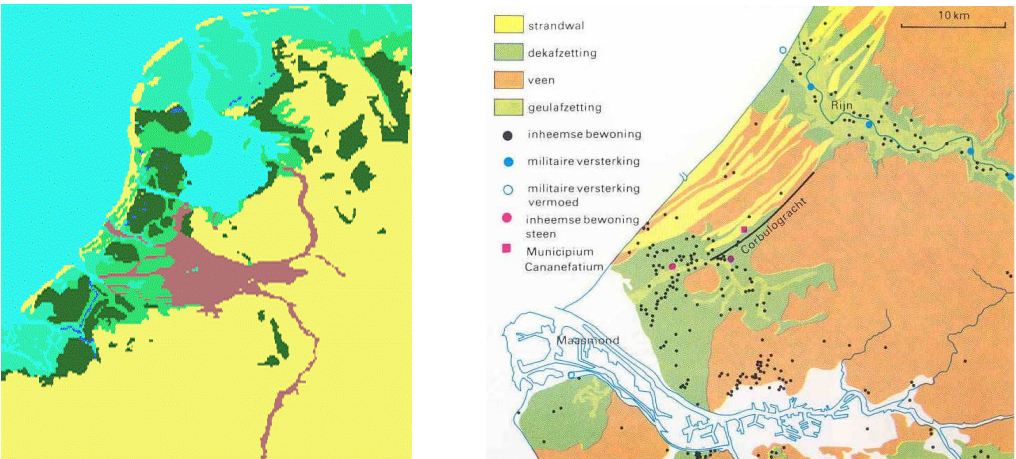 strandwal
10 km
dekafzetting
veen
geulafzetting
Rijn
inheemse bewoning
militaire versterking
militaire versterking
vermoed
inheemse bewoning
steen
Municipium
Cananefatium
Corbulogracht
Maasmond